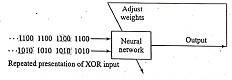 Adjust
weights
···1100 1100 1100 1100
Neural
network
Output
···1010 1010 1010 1010
Repeated presentation of XOR input